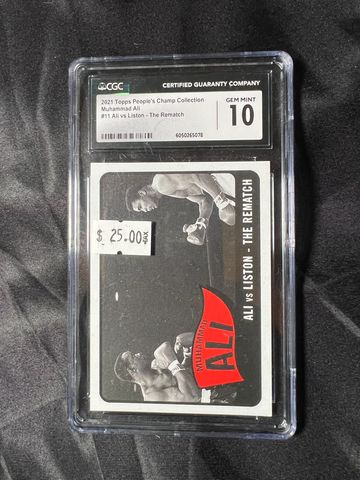 CGC
CERTIFIED GUARANTY COMPANY
2021 Topps People's Champ Collection
Muhammad Ali
#11 Ali vs Liston - The Rematch
GEM MINT
10
6050265078
$ 25.00
ALI vs LISTON - THE REMATCH
MUHAMMAD
ALI